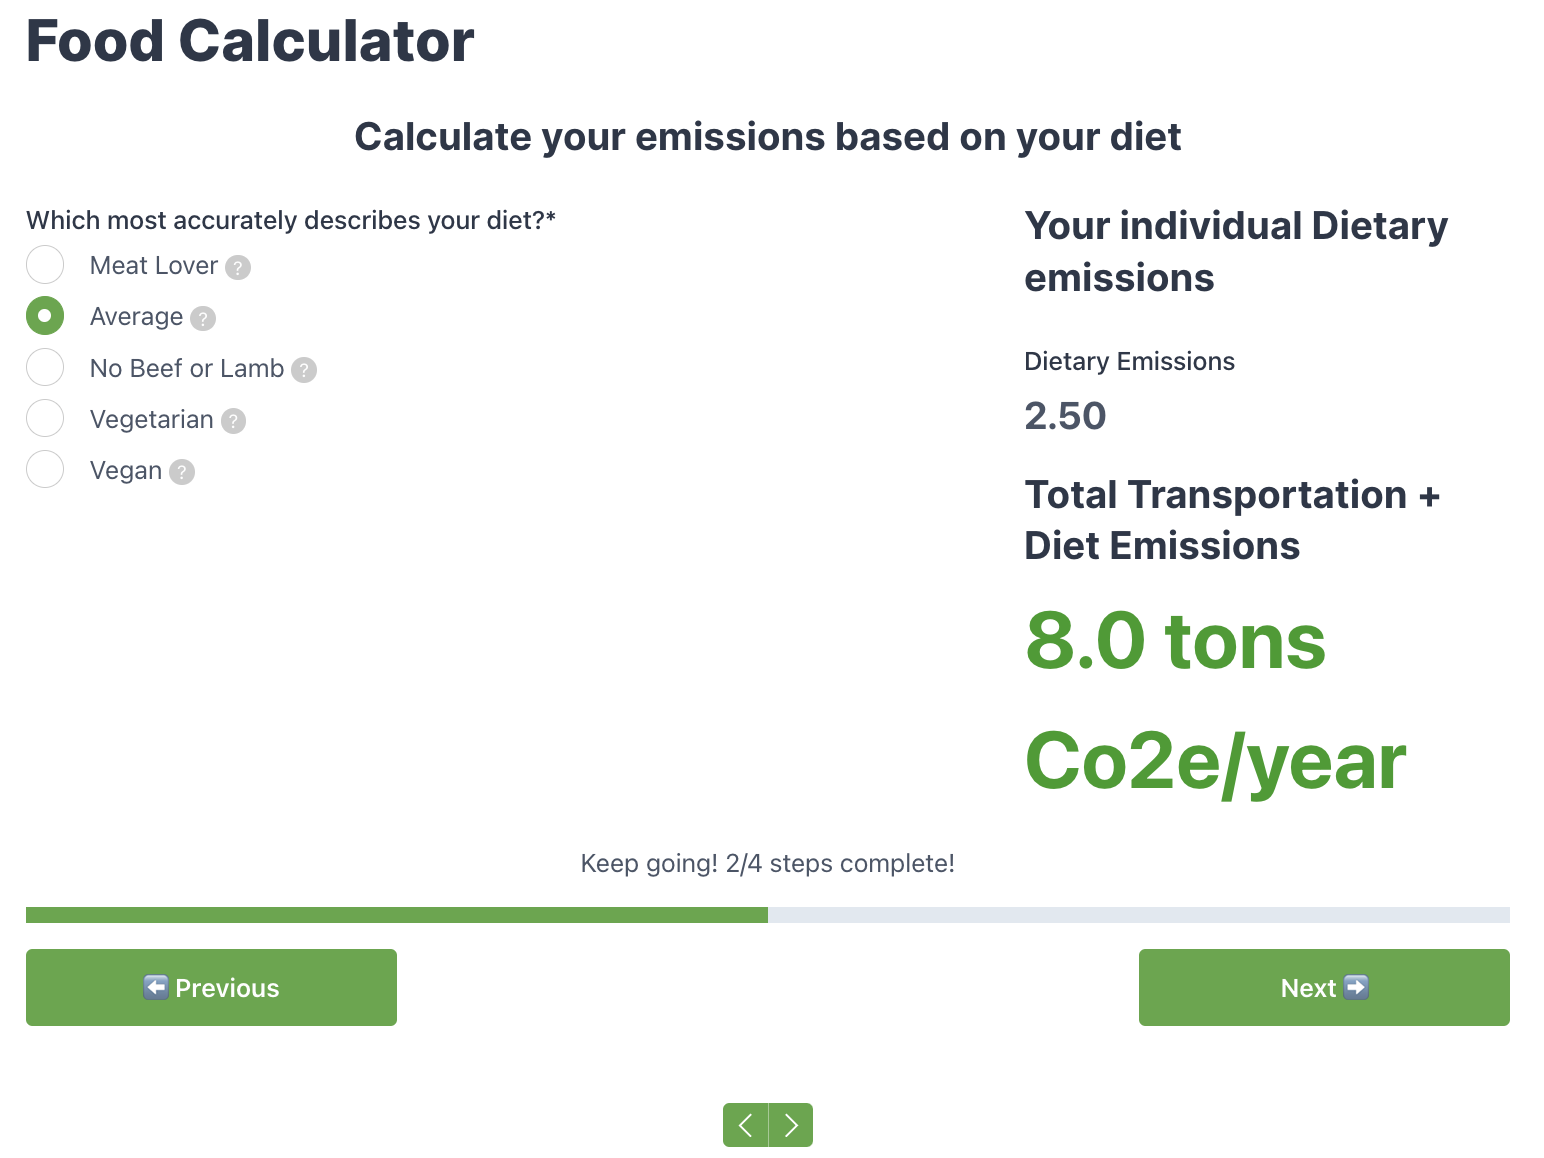 Food Calculator
Calculate your emissions based on your diet
Which most accurately describes your diet?*
Meat Lover ?
Average ?
No Beef or Lamb ?
Vegetarian ?
Vegan ?
Your individual Dietary
emissions
Dietary Emissions
2.50
Total Transportation +
Diet Emissions
8.0 tons
Co2e/year
Keep going! 2/4 steps complete!
⬅️ Previous
Next ➡️